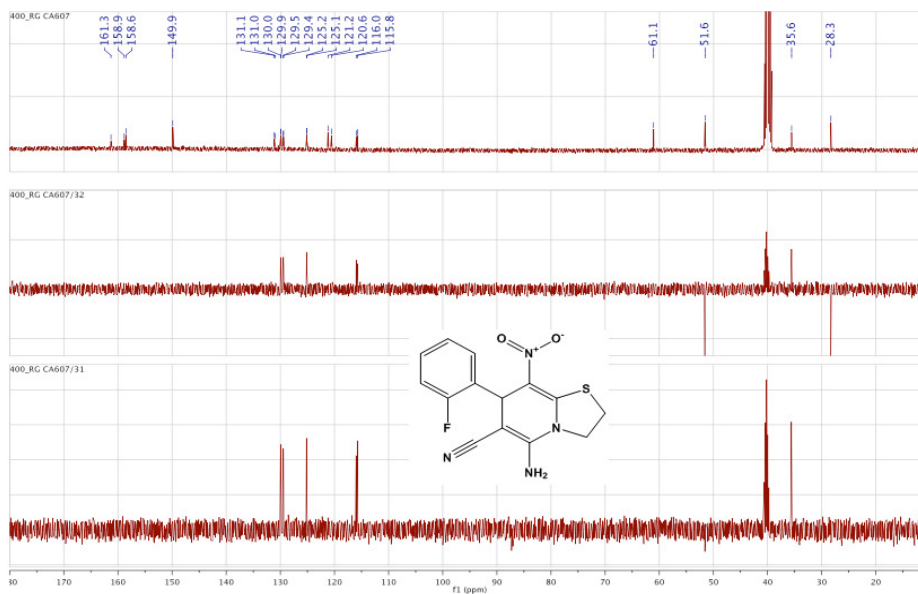 400_RG CA607
161.3
158.9
158.6
149.9
131.1
131.0
130.0
129.9
129.5
129.4
125.2
125.1
121.2
120.6
116.0
115.8
61.1
51.6
35.6
28.3
400_RG CA607/32
400_RG CA607/31
O
O-
N+
S
F
N
N
NH2
80 170 160 150 140 130 120 110 100 90 80 70 60 50 40 30 20
f1 (ppm)